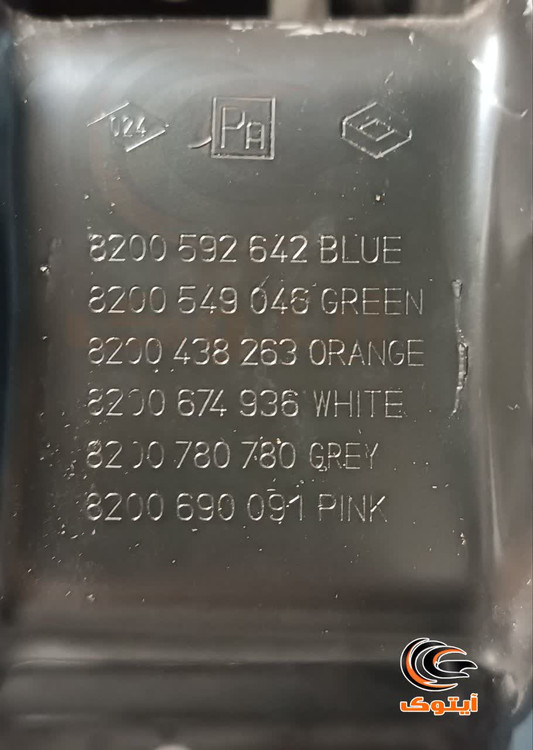 024 PA
8200 592 642 BLUE
8200 549 046 GREEN
8200 438 263 ORANGE
8200 674 936 WHITE
8200 780 780 GREY
8200 690 091 PINK
آیتوک